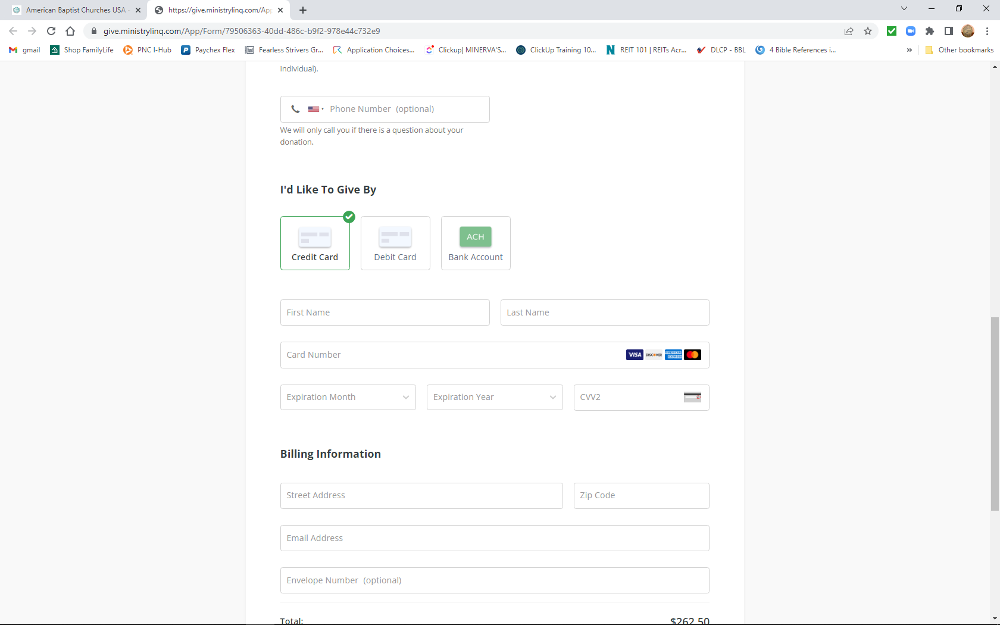 American Baptist Churches USA -
https://give.ministrylinq.com/App
give.ministrylinq.com/App/Form/79506363-40dd-486c-b9f2-978e44c732e9
gmail Shop FamilyLife PNC I-Hub Paychex Flex Fearless Strivers Gr... Application Choices... Clickup| MINERVA'S... ClickUp Training 10... REIT 101 | REITs Acr... DLCP - BBL 4 Bible References i... » Other bookmarks
individual).
Phone Number (optional)
We will only call you if there is a question about your
donation.
I'd Like To Give By
ACH
Credit Card Debit Card Bank Account
First Name Last Name
Card Number VISA DISCOVER AMERICAN EXPRESS
Expiration Month Expiration Year CVV2
Billing Information
Street Address Zip Code
Email Address
Envelope Number (optional)
Total: $262.50